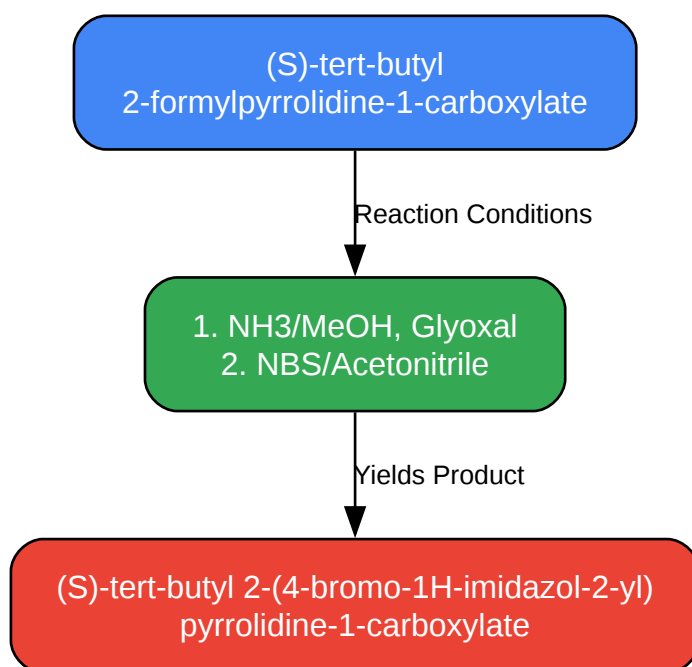 (S)-tert-butyl
2-formylpyrrolidine-1-carboxylate
Reaction Conditions
1. NH3/MeOH, Glyoxal
2. NBS/Acetonitrile
Yields Product
(S)-tert-butyl 2-(4-bromo-1H-imidazol-2-yl)
pyrrolidine-1-carboxylate